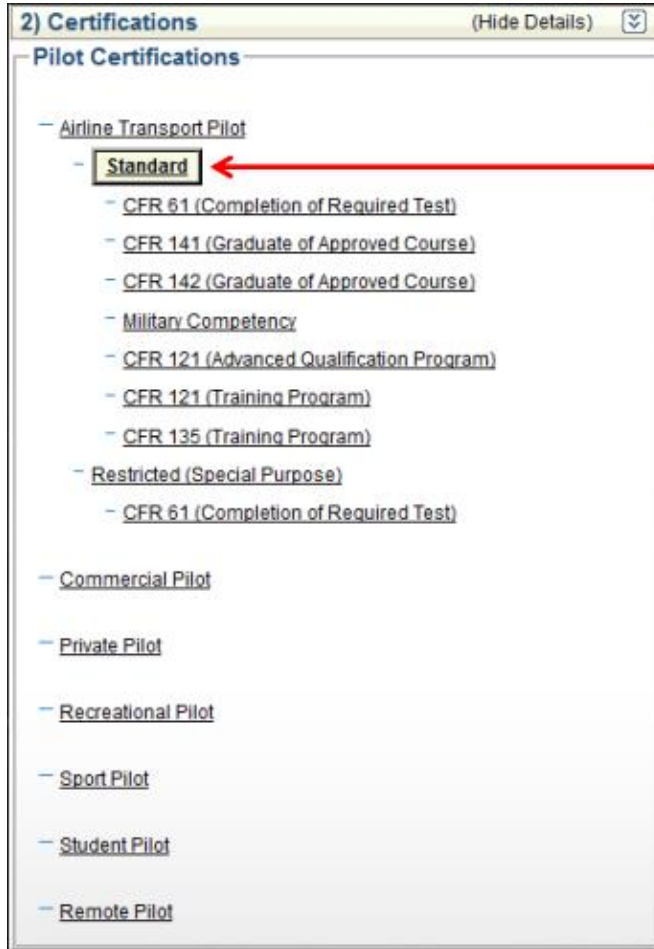 2) Certifications (Hide Details)
Pilot Certifications
Airline Transport Pilot
Standard
CFR 61 (Completion of Required Test)
CFR 141 (Graduate of Approved Course)
CFR 142 (Graduate of Approved Course)
Military Competency
CFR 121 (Advanced Qualification Program)
CFR 121 (Training Program)
CFR 135 (Training Program)
Restricted (Special Purpose)
CFR 61 (Completion of Required Test)
Commercial Pilot
Private Pilot
Recreational Pilot
Sport Pilot
Student Pilot
Remote Pilot